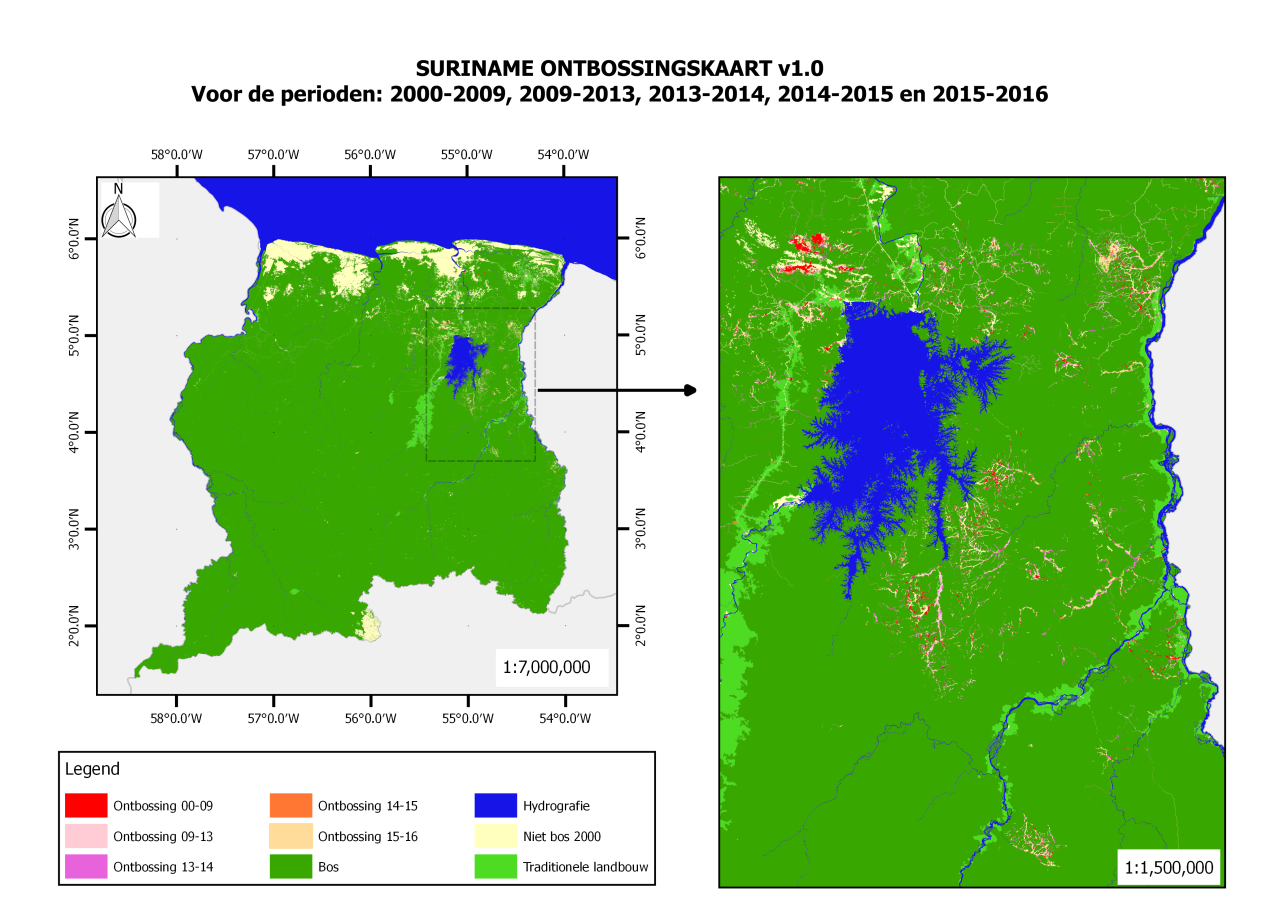 SURINAME ONTBOSSINGSKAART v1.0
Voor de perioden: 2000-2009, 2009-2013, 2013-2014, 2014-2015 en 2015-2016
58°0.0'W 57°0.0'W 56°0.0'W 55°0.0'W 54°0.0'W
N
6°0.0'N 6°0.0'N
5°0.0'N 5°0.0'N
4°0.0'N 4°0.0'N
3°0.0'N 3°0.0'N
2°0.0'N 2°0.0'N
1:7,000,000
58°0.0'W 57°0.0'W 56°0.0'W 55°0.0'W 54°0.0'W
Legend
Ontbossing 00-09
Ontbossing 09-13
Ontbossing 13-14
Ontbossing 14-15
Ontbossing 15-16
Bos
Hydrografie
Niet bos 2000
Traditionele landbouw
1:1,500,000